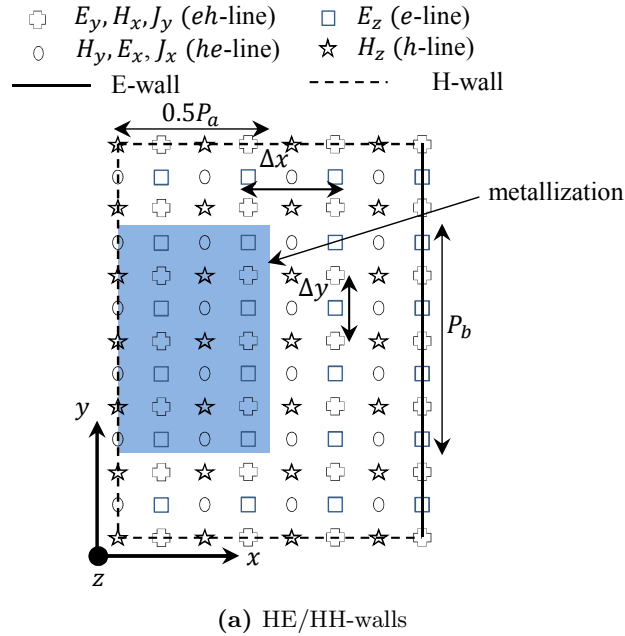 E_y, H_x, J_y (eh-line) E_z (e-line)
H_y, E_x, J_x (he-line) H_z (h-line)
E-wall H-wall
0.5P_a
Δx
metallization
Δy
P_b
y
x
z
(a) HE/HH-walls